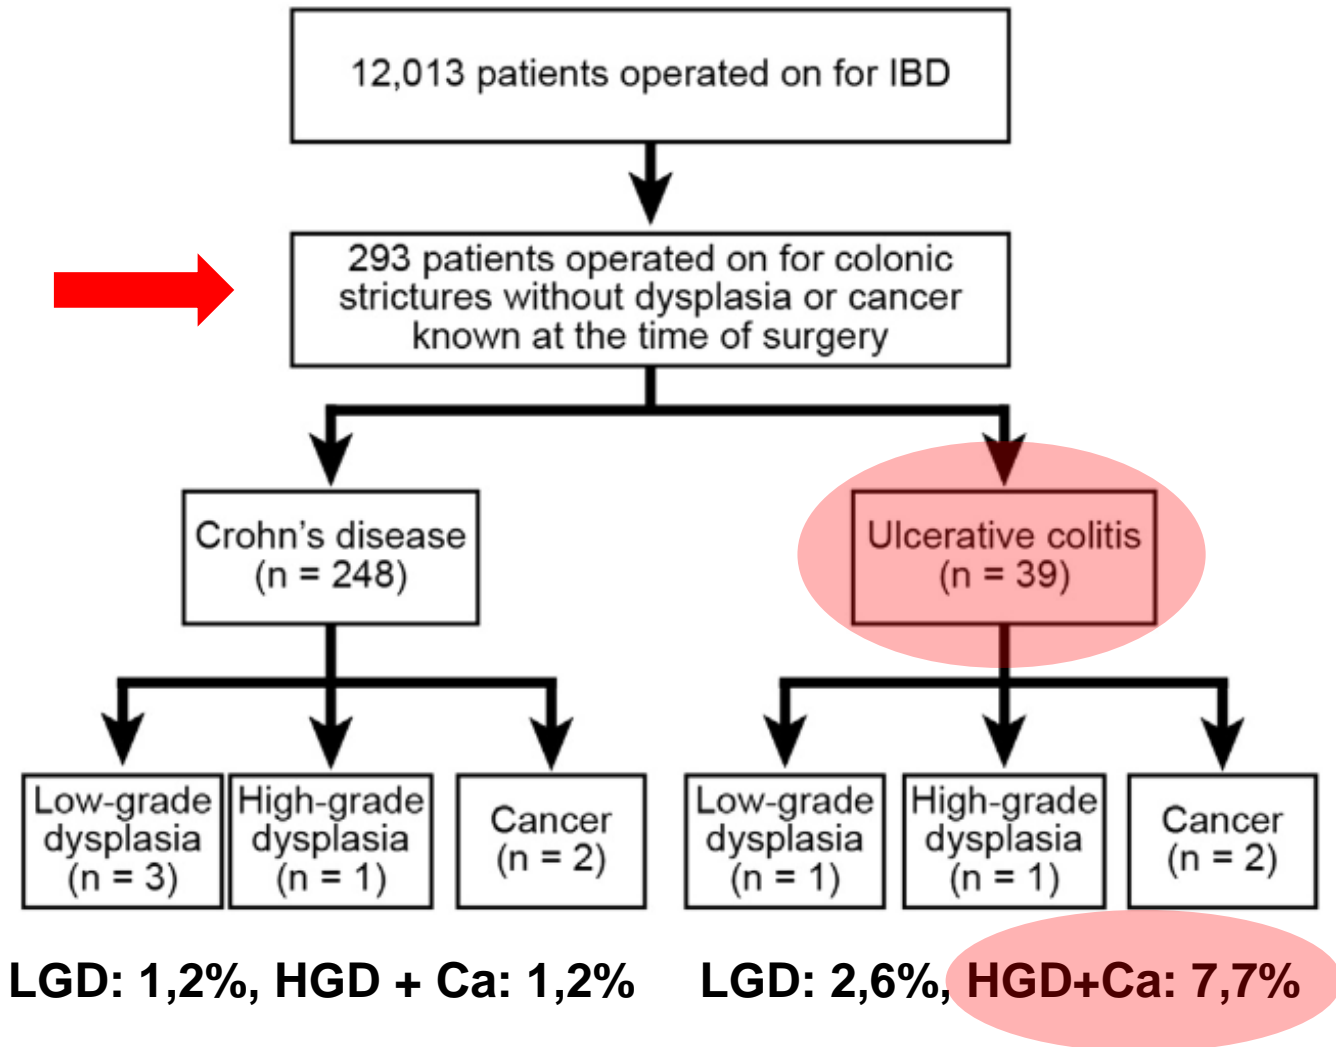 12,013 patients operated on for IBD
293 patients operated on for colonic
strictures without dysplasia or cancer
known at the time of surgery
Crohn's disease
(n = 248)
Ulcerative colitis
(n = 39)
Low-grade
dysplasia
(n = 3)
High-grade
dysplasia
(n = 1)
Cancer
(n = 2)
Low-grade
dysplasia
(n = 1)
High-grade
dysplasia
(n = 1)
Cancer
(n = 2)
LGD: 1,2%, HGD + Ca: 1,2%
LGD: 2,6%, HGD+Ca: 7,7%